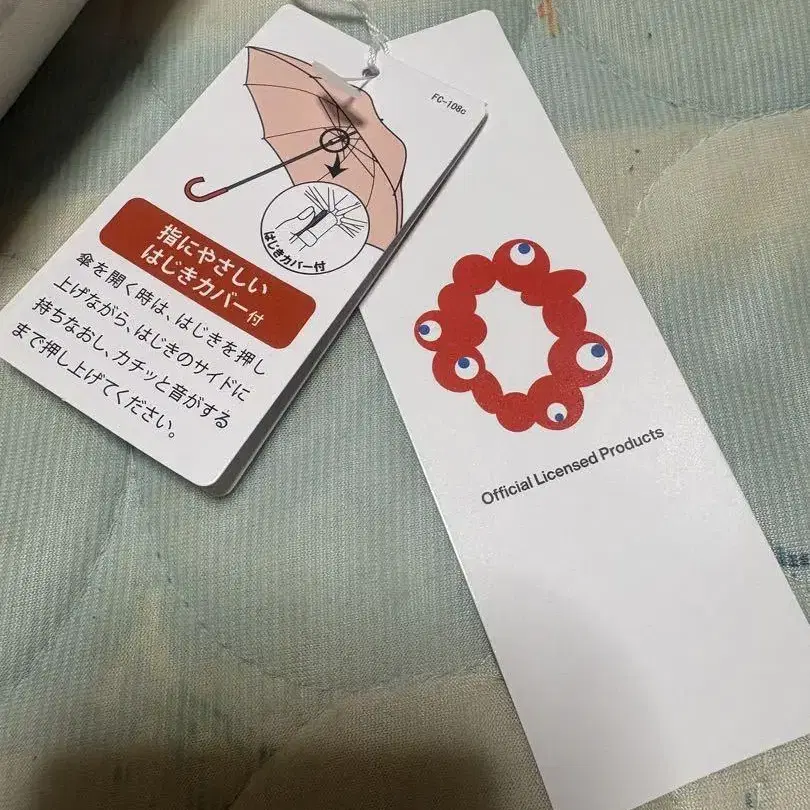 FC-108c
はじきカバー付
指にやさしい
はじきカバー付
傘を開く時は、はじきを押し
上げながら、はじきのサイドに
持ちなおし、カチッと音がする
まで押し上げてください。
Official Licensed Products